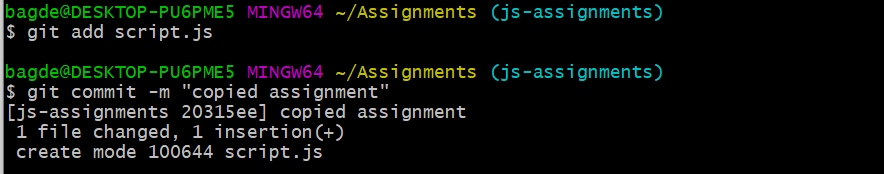 bagde@DESKTOP-PU6PME5 MINGW64 ~/Assignments (js-assignments)
$ git add script.js
bagde@DESKTOP-PU6PME5 MINGW64 ~/Assignments (js-assignments)
$ git commit -m "copied assignment"
[js-assignments 20315ee] copied assignment
 1 file changed, 1 insertion(+)
 create mode 100644 script.js